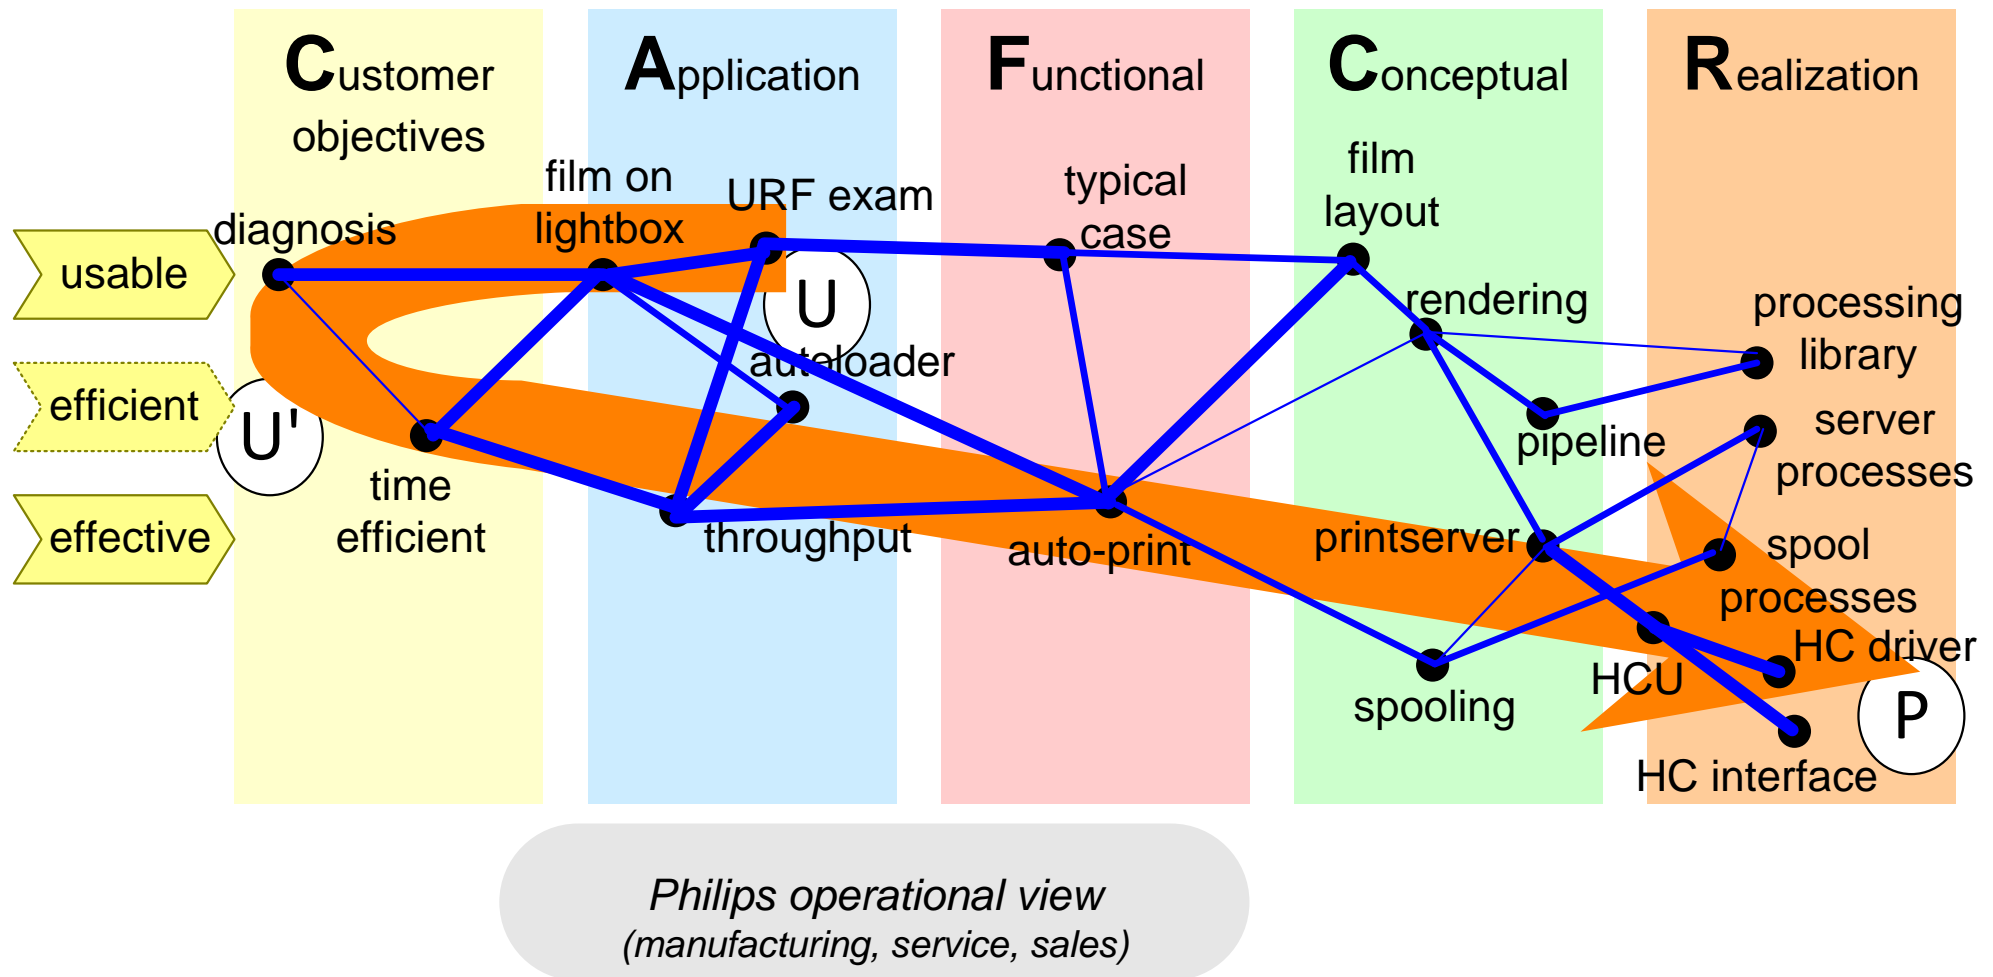 Customer
objectives
Application
Functional
Conceptual
Realization
usable
efficient
effective
diagnosis
film on
lightbox
URF exam
typical
case
film
layout
U
rendering
processing
library
autoloader
U'
pipeline
server
processes
time
efficient
throughput
auto-print
printserver
spool
processes
spooling
HCU
HC driver
P
HC interface
Philips operational view
(manufacturing, service, sales)